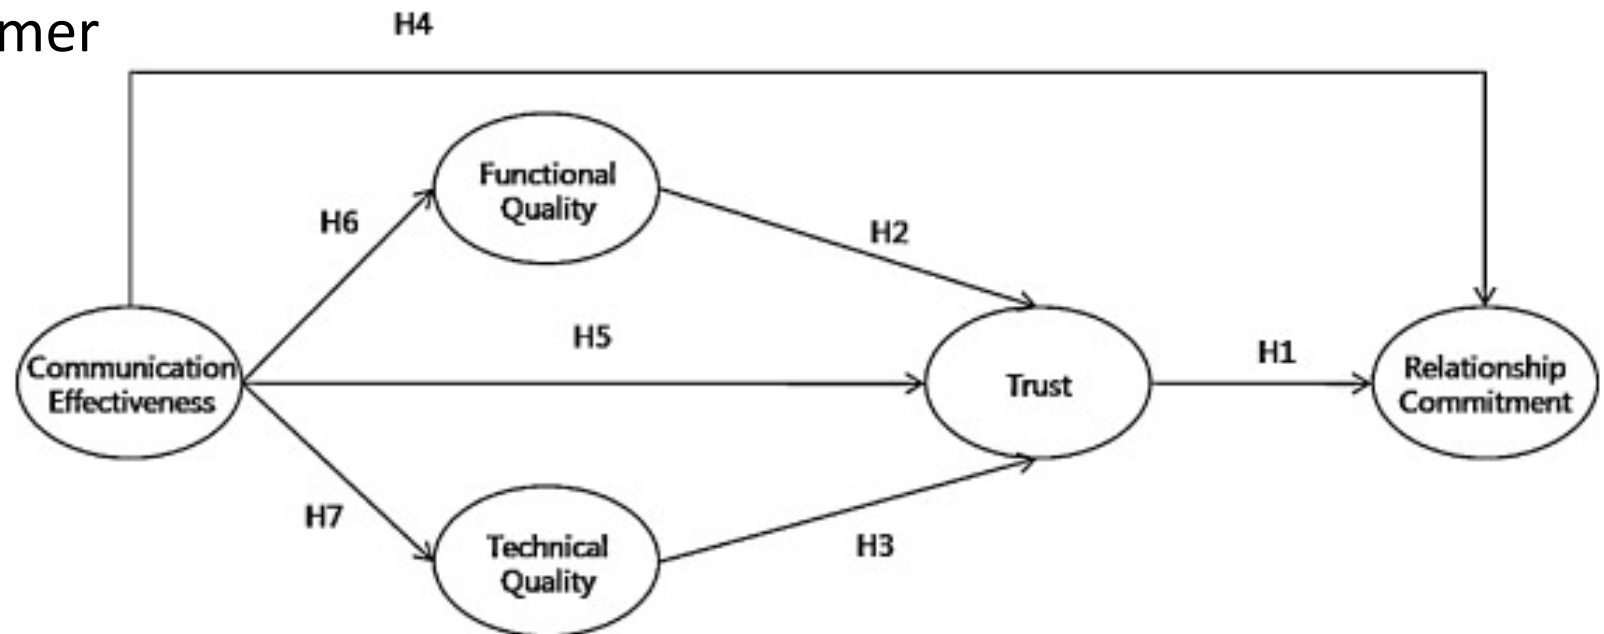 mer
H4
Functional
Quality
H6
H2
H5
H1
Communication
Effectiveness
Trust
Relationship
Commitment
H7
H3
Technical
Quality